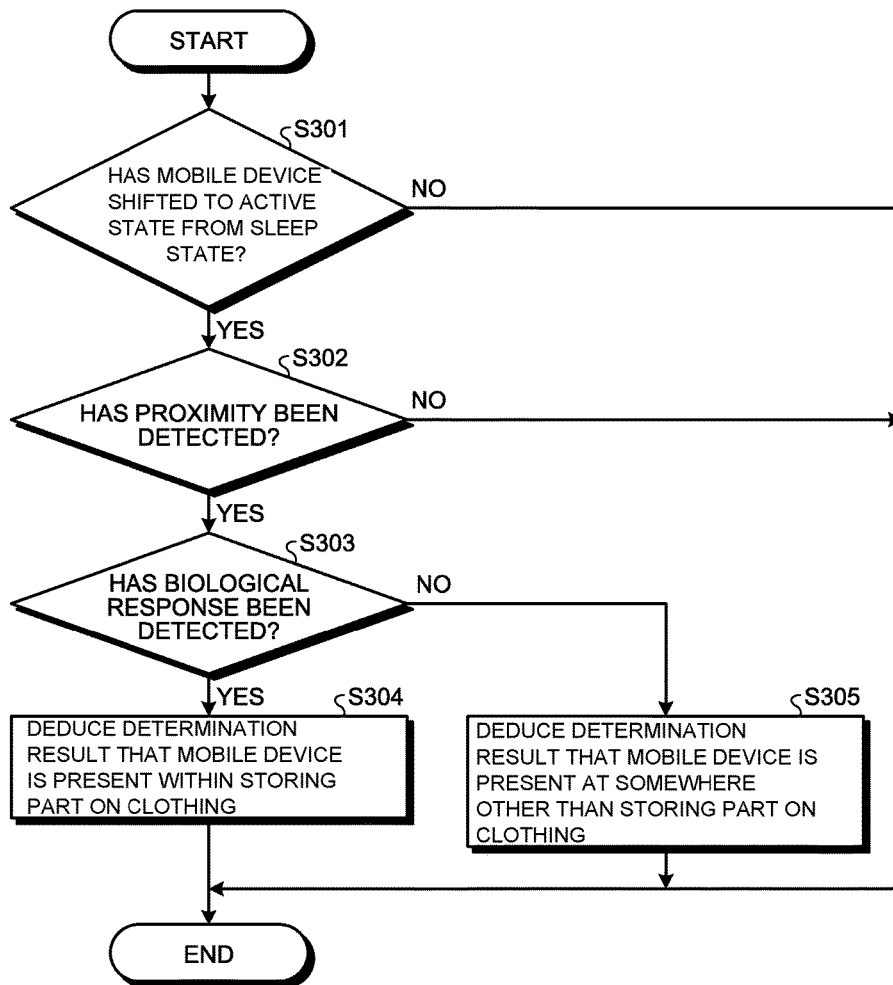 START
S301
HAS MOBILE DEVICE
SHIFTED TO ACTIVE
STATE FROM SLEEP
STATE?
NO
YES
S302
HAS PROXIMITY BEEN
DETECTED?
NO
YES
S303
HAS BIOLOGICAL
RESPONSE BEEN
DETECTED?
NO
YES
S304
DEDUCE DETERMINATION
RESULT THAT MOBILE DEVICE
IS PRESENT WITHIN STORING
PART ON CLOTHING
S305
DEDUCE DETERMINATION
RESULT THAT MOBILE DEVICE IS
PRESENT AT SOMEWHERE
OTHER THAN STORING PART ON
CLOTHING
END